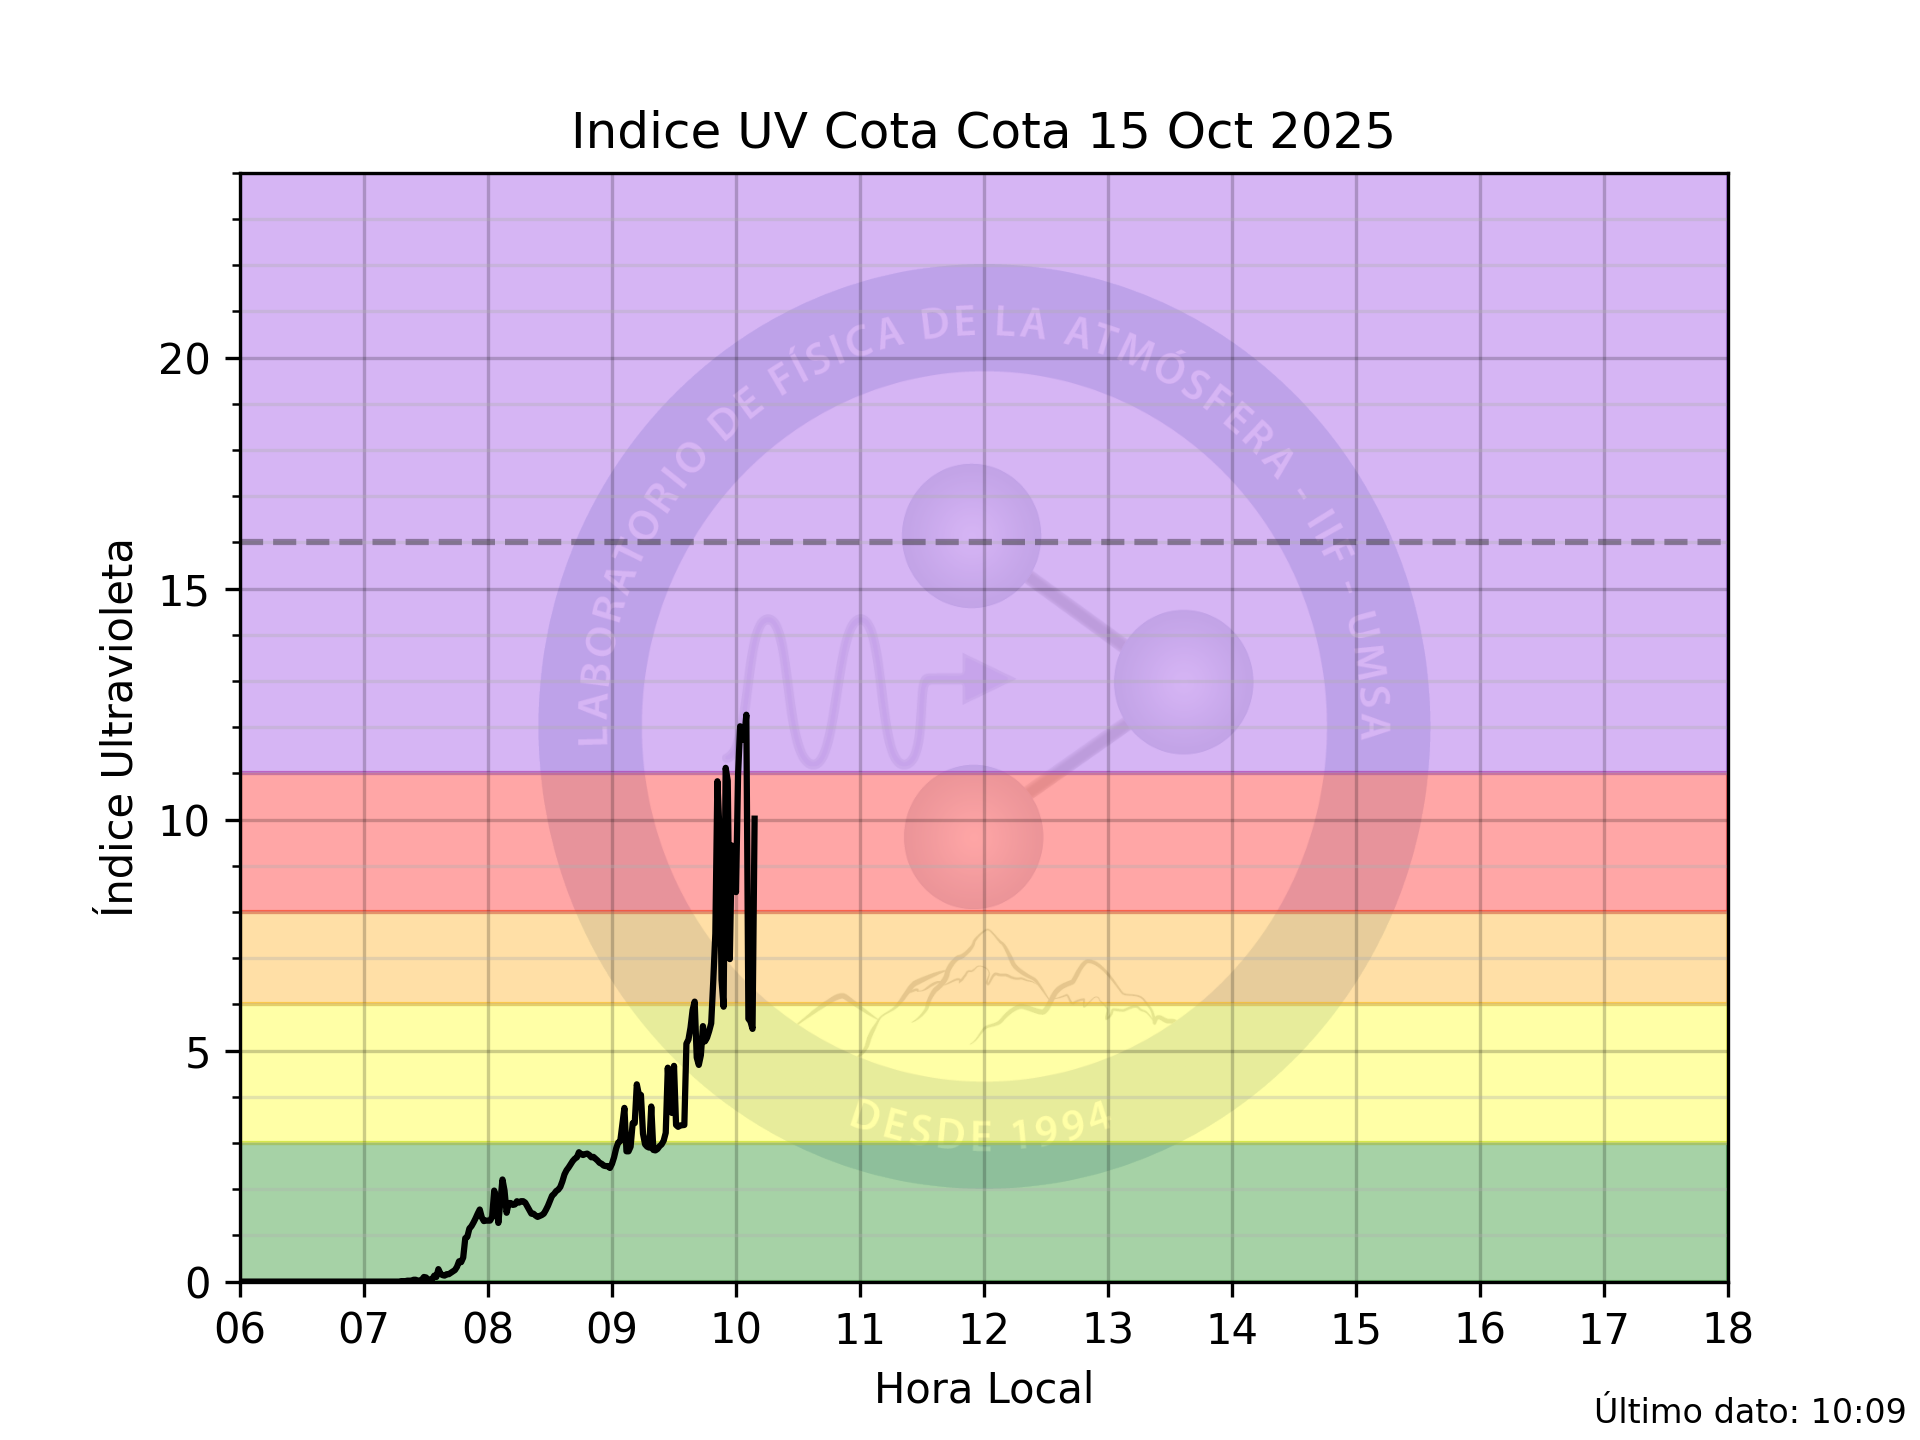 Indice UV Cota Cota 15 Oct 2025
LABORATORIO DE FÍSICA DE LA ATMÓSFERA - IIF - UMSA
DESDE 1994
Índice Ultravioleta
20
15
10
5
0
06 07 08 09 10 11 12 13 14 15 16 17 18
Hora Local
Último dato: 10:09